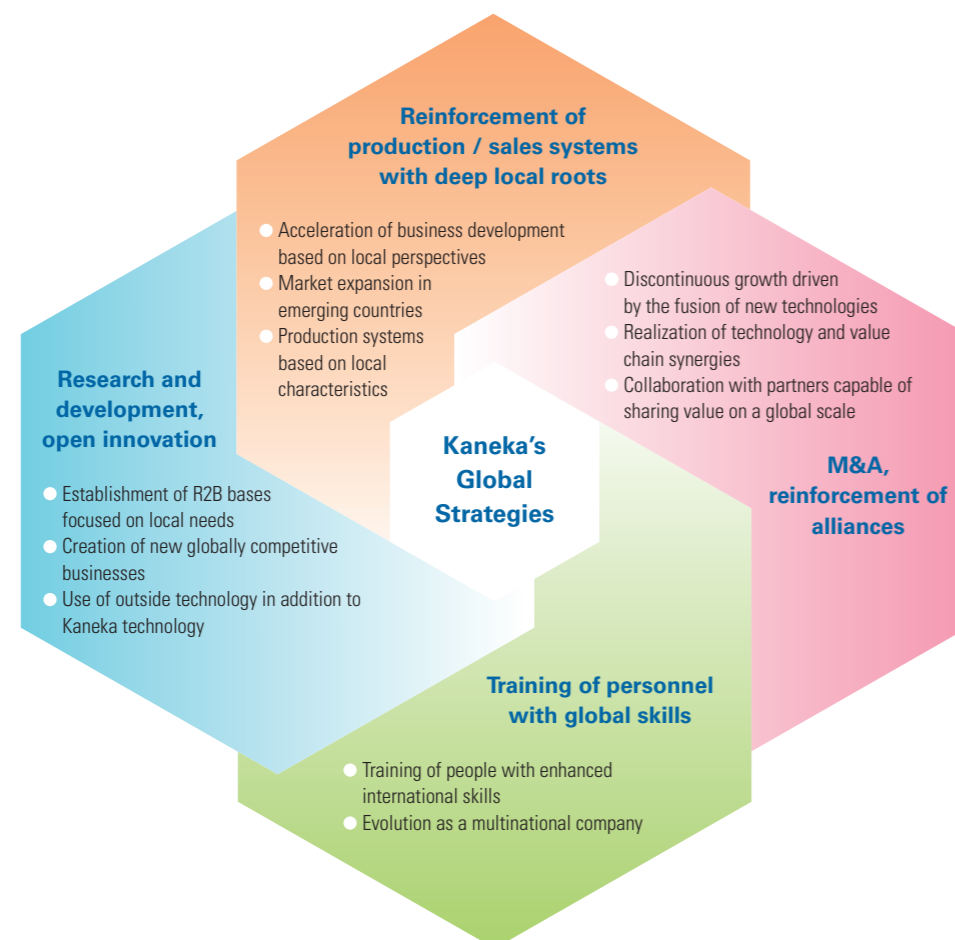 Reinforcement of
production / sales systems
with deep local roots
Acceleration of business development
based on local perspectives
Market expansion in
emerging countries
Production systems
based on local
characteristics
Discontinuous growth driven
by the fusion of new technologies
Realization of technology and value
chain synergies
Collaboration with partners capable of
sharing value on a global scale
M&A,
reinforcement of
alliances
Research and
development,
open innovation
Establishment of R2B bases
focused on local needs
Creation of new globally competitive
businesses
Use of outside technology in addition to
Kaneka technology
Kaneka's
Global
Strategies
Training of personnel
with global skills
Training of people with enhanced
international skills
Evolution as a multinational company